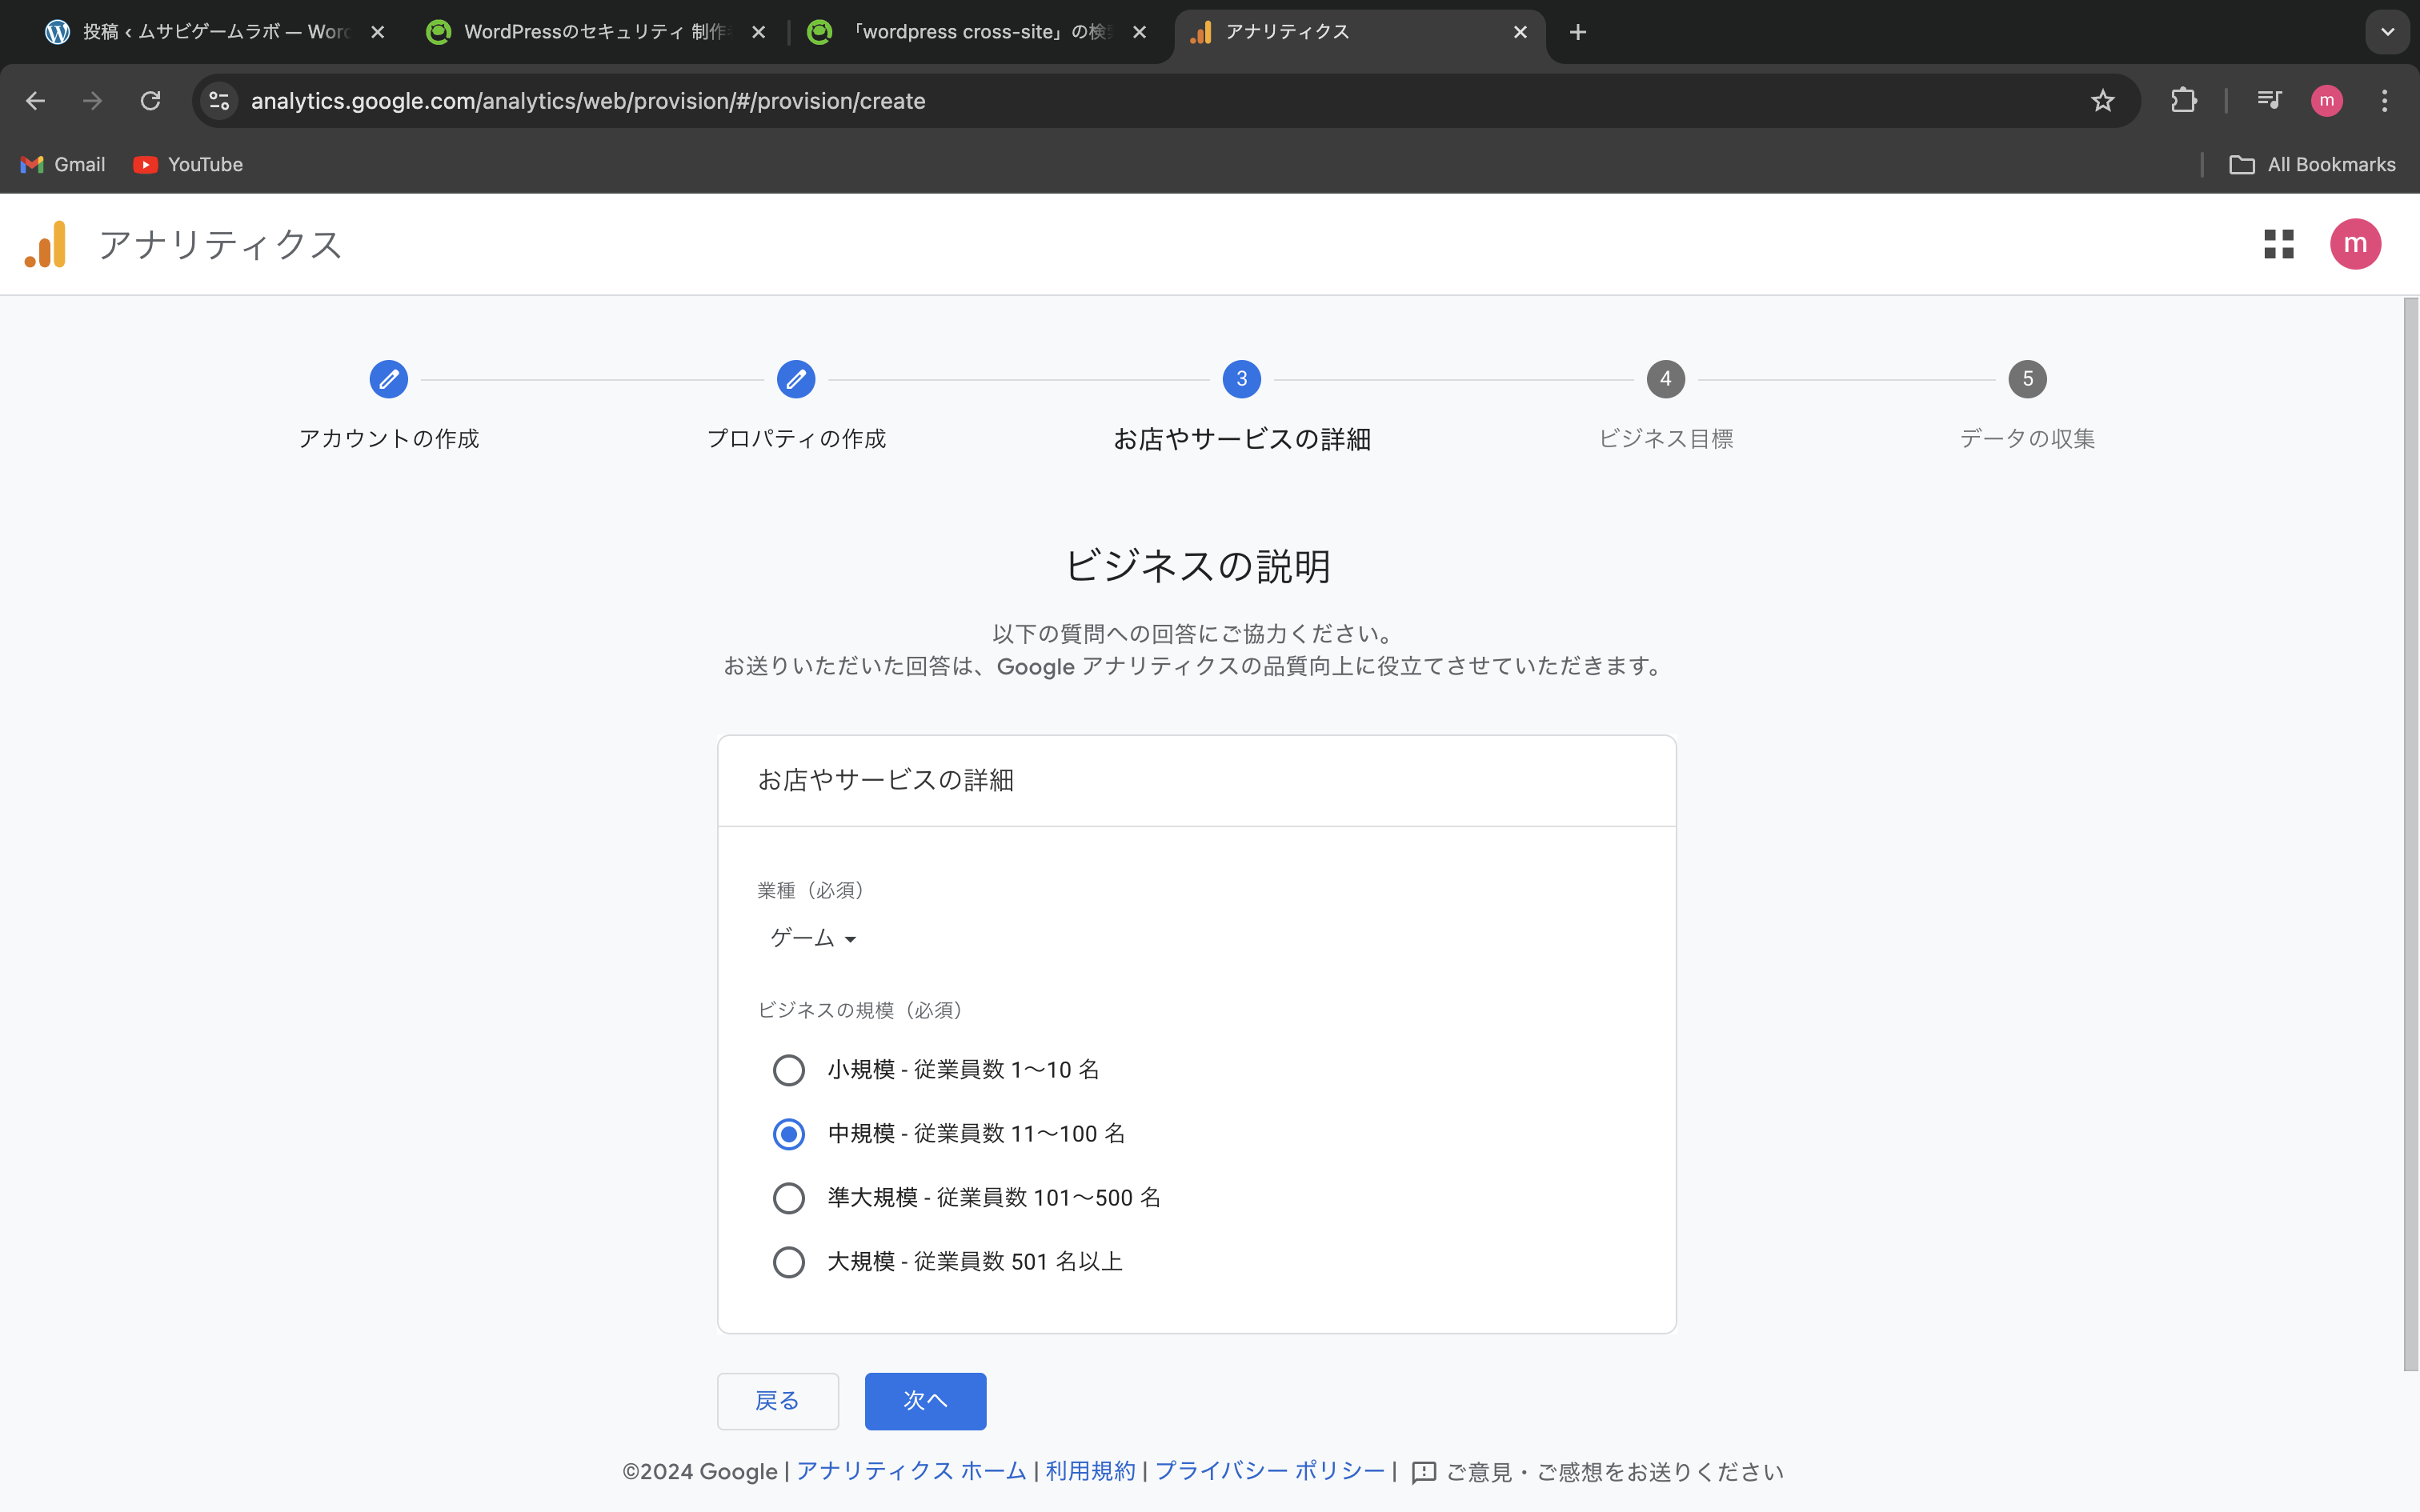 投稿 ‹ ムサビゲームラボ — Word
WordPressのセキュリティ 制作
「wordpress cross-site」の検
アナリティクス
analytics.google.com/analytics/web/provision/#/provision/create
m
Gmail
YouTube
All Bookmarks
アナリティクス
m
3
4
5
アカウントの作成
プロパティの作成
お店やサービスの詳細
ビジネス目標
データの収集
ビジネスの説明
以下の質問への回答にご協力ください。
お送りいただいた回答は、Google アナリティクスの品質向上に役立てさせていただきます。
お店やサービスの詳細
業種（必須）
ゲーム
ビジネスの規模（必須）
小規模 - 従業員数 1～10 名
中規模 - 従業員数 11～100 名
準大規模 - 従業員数 101～500 名
大規模 - 従業員数 501 名以上
戻る
次へ
©2024 Google | アナリティクス ホーム | 利用規約 | プライバシー ポリシー | ご意見・ご感想をお送りください